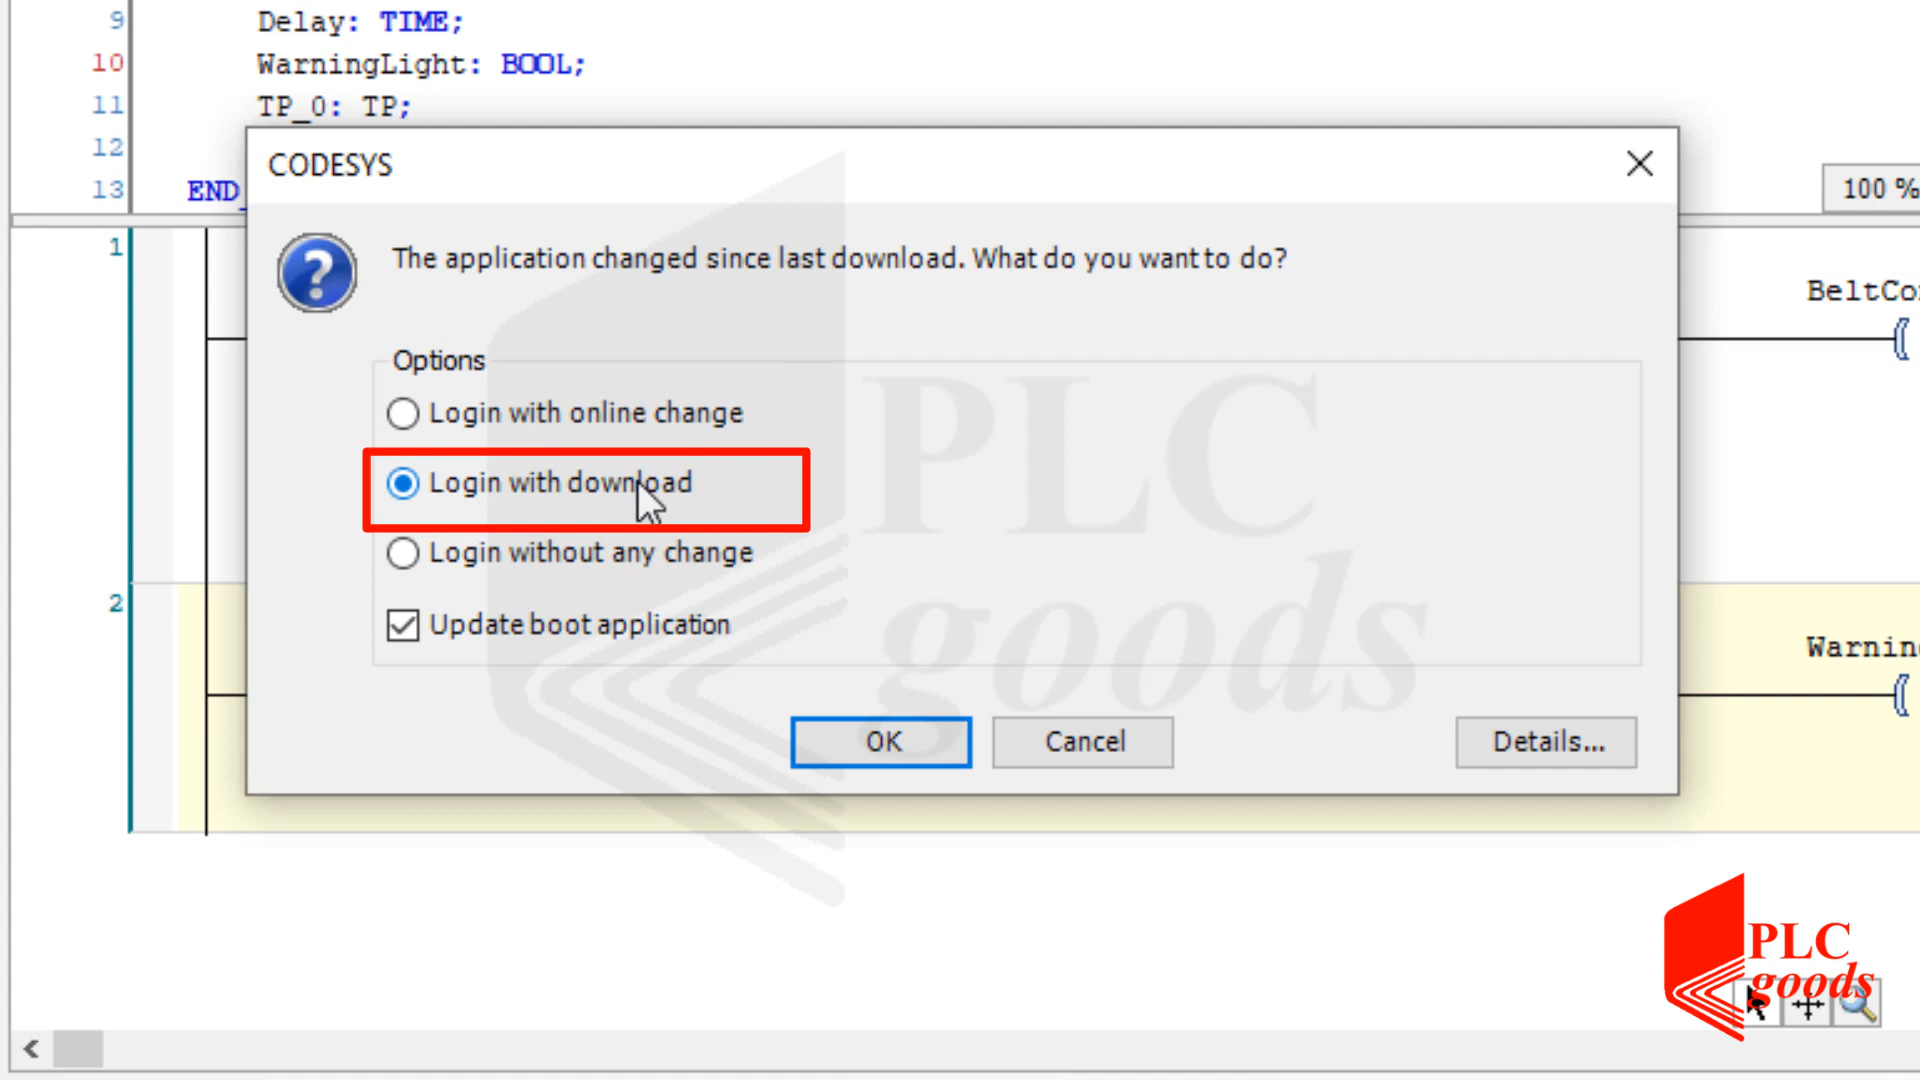 9 Delay: TIME;
10 WarningLight: BOOL;
11 TP_0: TP;
12
13 END_
CODESYS
100 %
The application changed since last download. What do you want to do?
Options
Login with online change
Login with download
Login without any change
Update boot application
OK Cancel Details...
1
BeltCo
2
Warning
PLC
goods
PLC
goods